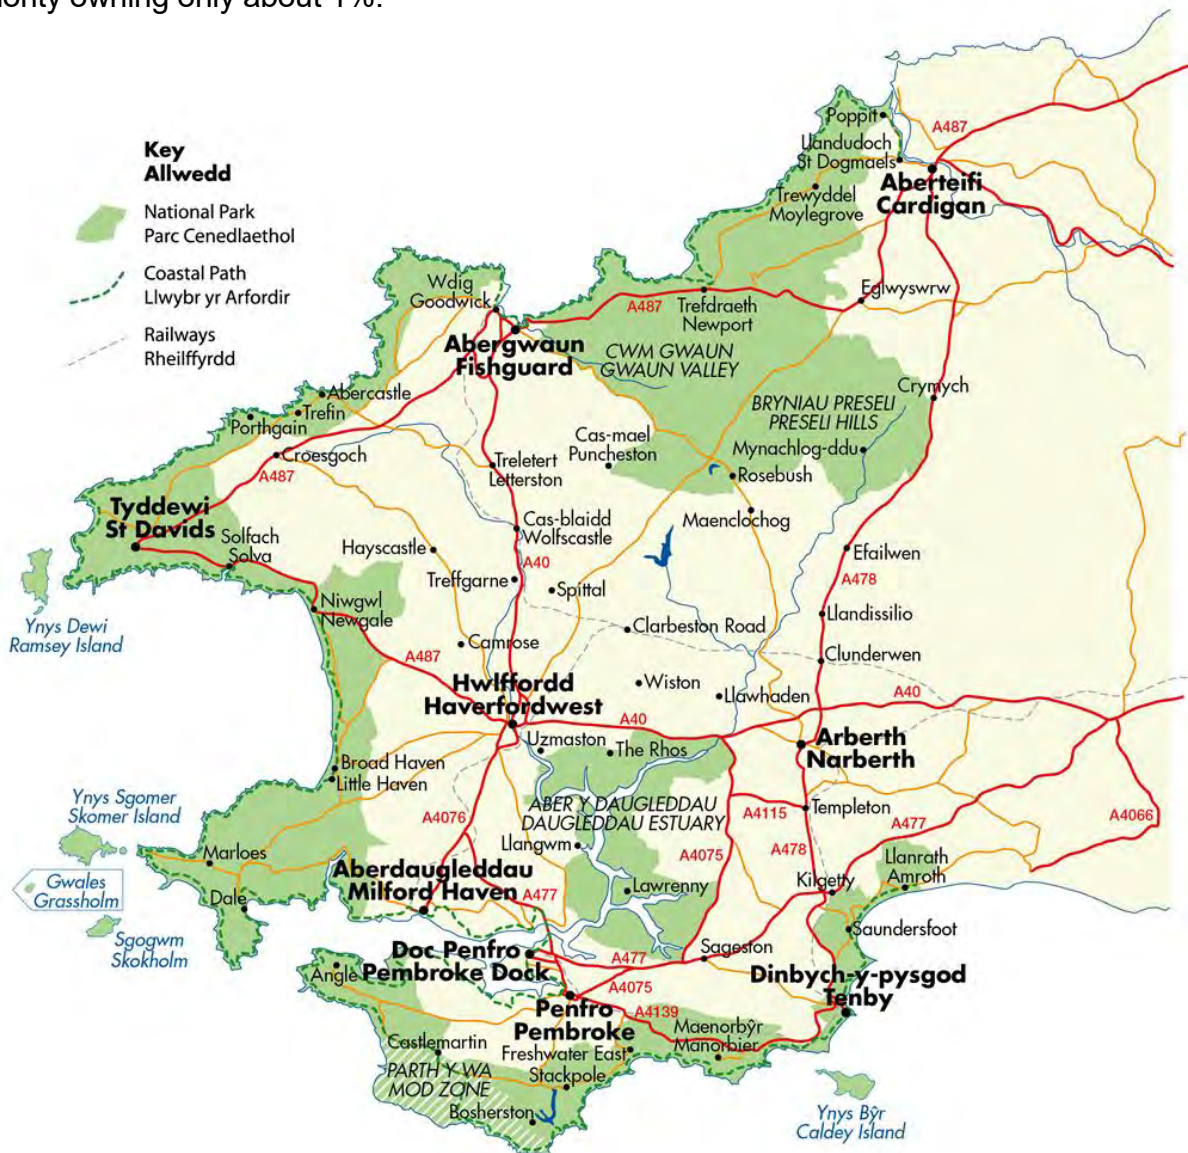 ority owning only about 1%.
Key
Allwedd
National Park
Parc Cenedlaethol
Coastal Path
Llwybr yr Arfordir
Railways
Rheilffyrdd
Poppit
A487
Llandudoch
St Dogmaels
Aberteifi
Cardigan
Trewyddel
Moylegrove
Wdig
Goodwick
Eglwyswrw
A487
Trefdraeth
Newport
Abergwaun
Fishguard
CWM GWAUN
GWAUN VALLEY
Crymych
Abercastle
Trefin
Porthgain
BRYNIAU PRESELI
PRESELI HILLS
Cas-mael
Puncheston
Mynachlog-ddu
Croesgoch
A487
Treletert
Letterston
Rosebush
Tyddewi
St Davids
Solfach
Solva
Cas-blaidd
Wolfscastle
Maenclochog
Hayscastle
A40
Efailwen
Treffgarne
Spittal
A478
Niwgwl
Newgale
Llandissilio
Ynys Dewi
Ramsey Island
Clarbeston Road
Camrose
Clunderwen
A487
Hwlffordd
Haverfordwest
Wiston
Llawhaden
A40
A40
Uzmaston
The Rhos
Arberth
Narberth
Broad Haven
Little Haven
Ynys Sgomer
Skomer Island
ABER Y DAUGLEDDAU
DAUGLEDDAU ESTUARY
A4076
A4115
Templeton
A477
A4066
Llangwm
A4075
A478
Marloes
Llanrath
Amroth
Aberdaugleddau
Milford Haven
A477
Gwales
Grassholm
Dale
Lawrenny
Kilgetty
Saundersfoot
Sgogwm
Skokholm
Doc Penfro
Pembroke Dock
A477
Sageston
Angle
A4075
Dinbych-y-pysgod
Tenby
Penfro
Pembroke
A4139
Maenorbŷr
Manorbier
Castlemartin
Freshwater East
PARTH Y WA
MOD ZONE
Stackpole
Bosherston
Ynys Bŷr
Caldey Island